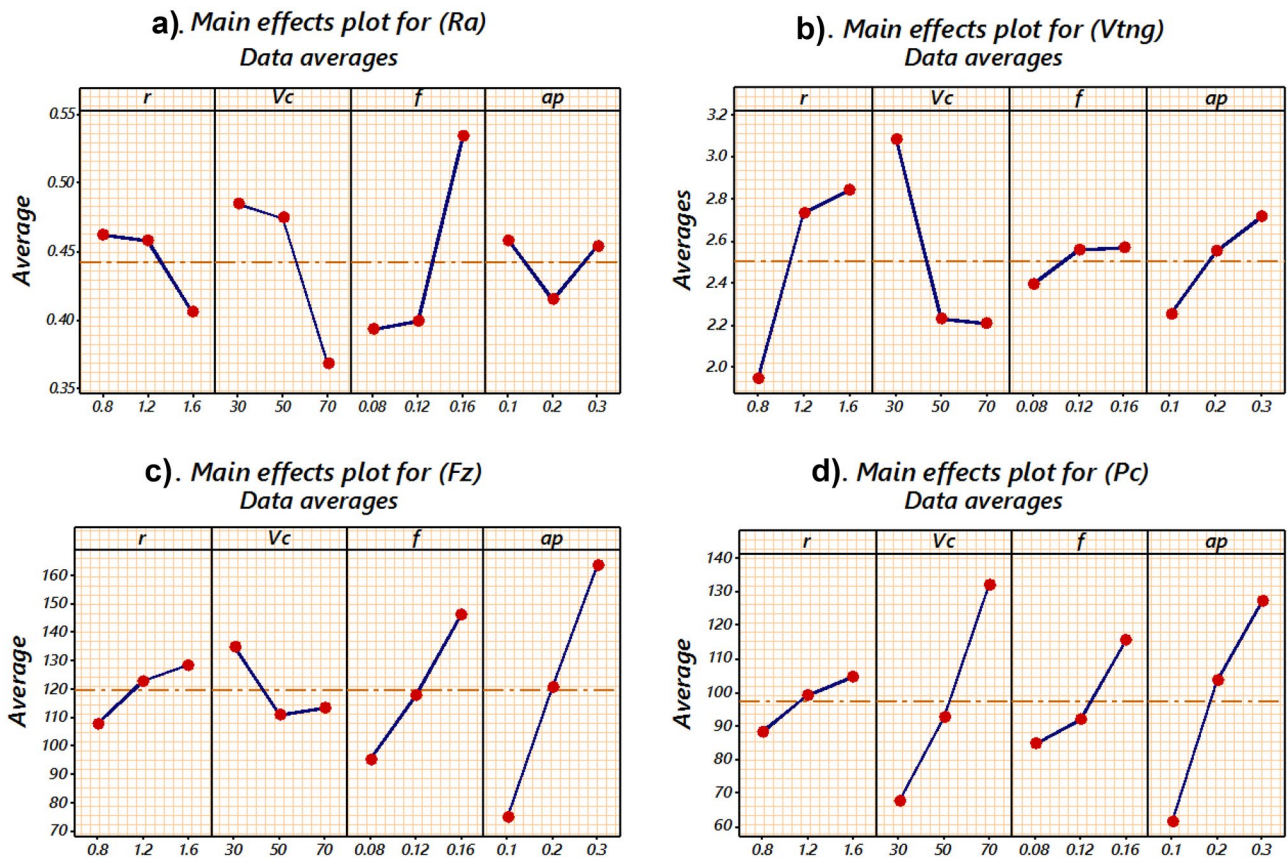 a). Main effects plot for (Ra)
Data averages
r Vc f ap
0.55
0.50
0.45
0.40
0.35
Average
0.8 1.2 1.6 30 50 70 0.08 0.12 0.16 0.1 0.2 0.3
b). Main effects plot for (Vtng)
Data averages
r Vc f ap
3.2
3.0
2.8
2.6
2.4
2.2
2.0
Averages
0.8 1.2 1.6 30 50 70 0.08 0.12 0.16 0.1 0.2 0.3
c). Main effects plot for (Fz)
Data averages
r Vc f ap
160
150
140
130
120
110
100
90
80
70
Average
0.8 1.2 1.6 30 50 70 0.08 0.12 0.16 0.1 0.2 0.3
d). Main effects plot for (Pc)
Data averages
r Vc f ap
140
130
120
110
100
90
80
70
60
Average
0.8 1.2 1.6 30 50 70 0.08 0.12 0.16 0.1 0.2 0.3